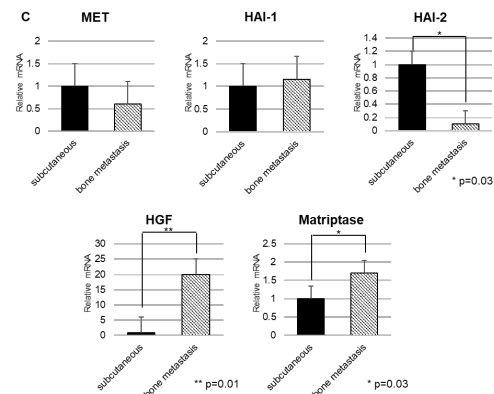 C
MET
Relative mRNA
2
1.5
1
0.5
0
subcutaneous
bone metastasis
HAI-1
Relative mRNA
2
1.5
1
0.5
0
subcutaneous
bone metastasis
HAI-2
*
Relative mRNA
1.4
1.2
1
0.8
0.6
0.4
0.2
0
subcutaneous
bone metastasis
* p=0.03
HGF
**
Relative mRNA
30
25
20
15
10
5
0
subcutaneous
bone metastasis
** p=0.01
Matriptase
*
Relative mRNA
2.5
2
1.5
1
0.5
0
subcutaneous
bone metastasis
* p=0.03